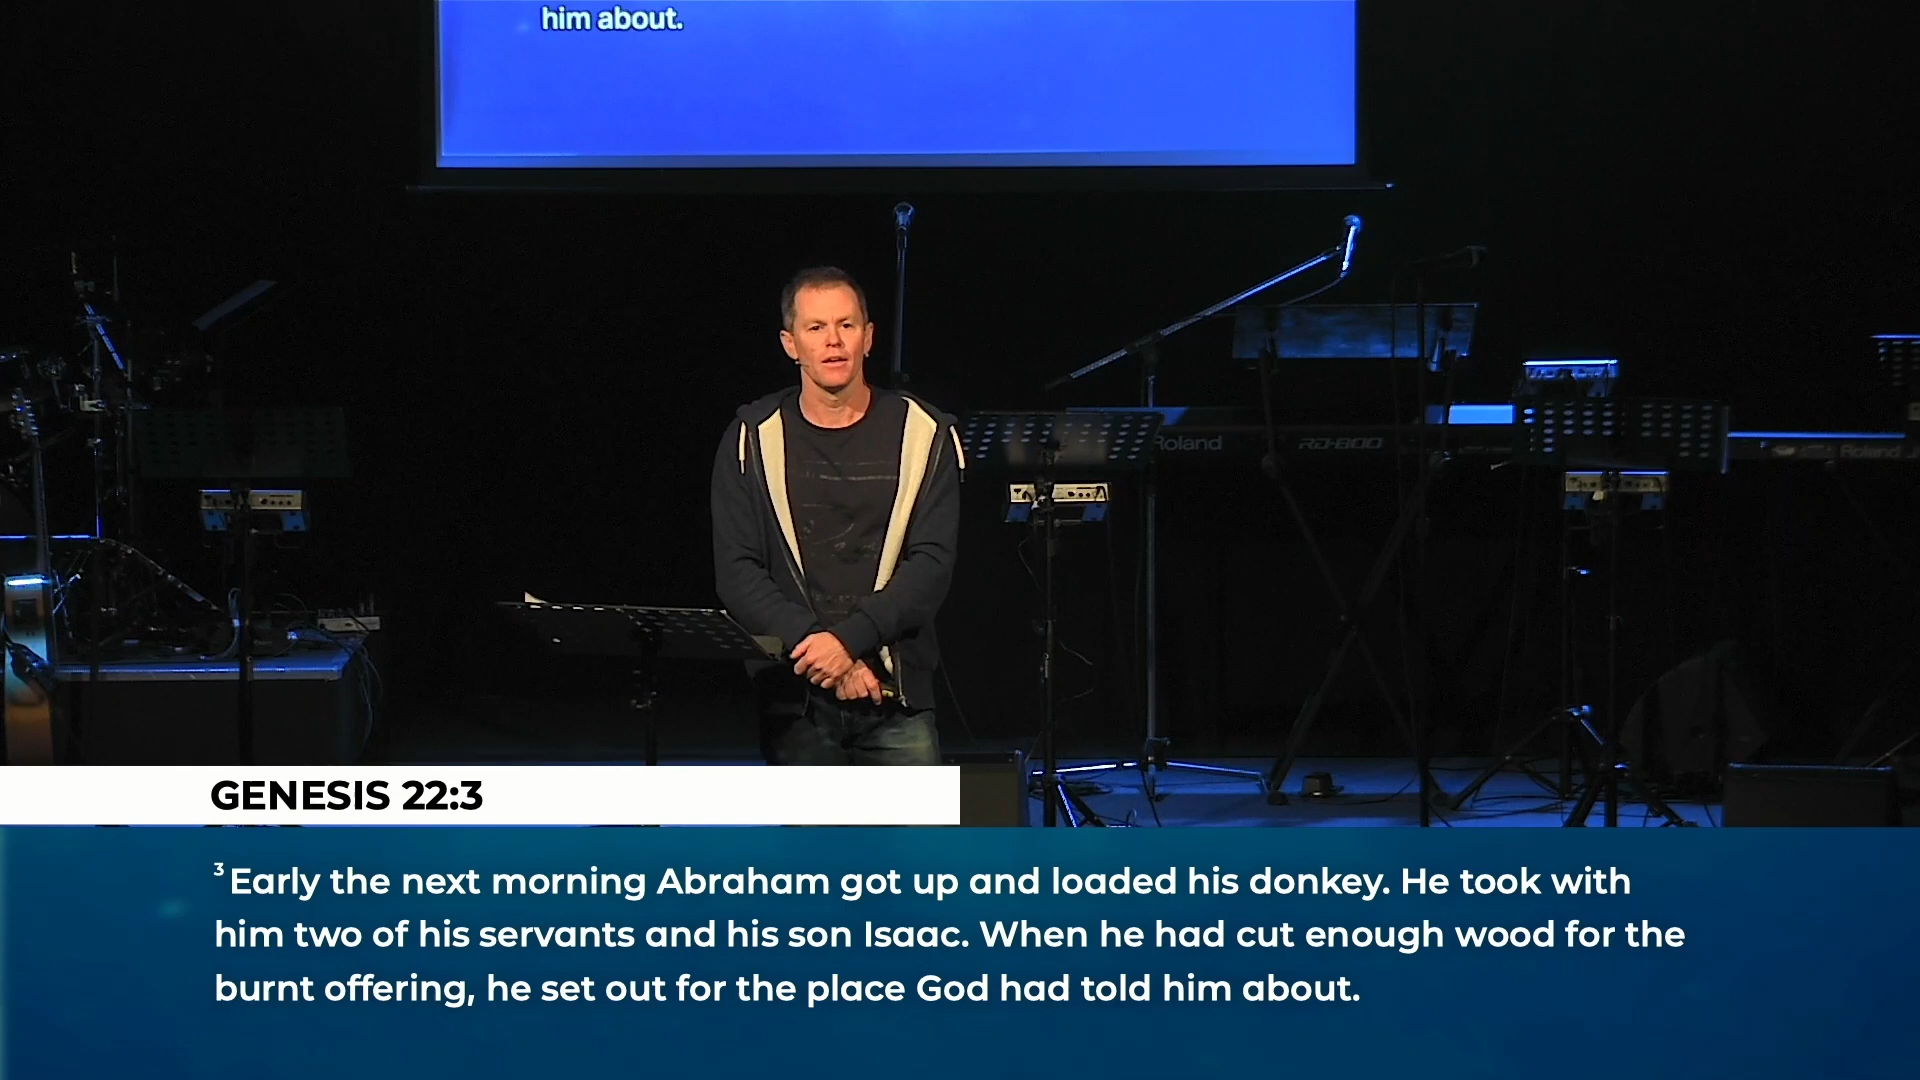 him about.
Roland
RD-800
Roland
GENESIS 22:3
3 Early the next morning Abraham got up and loaded his donkey. He took with
him two of his servants and his son Isaac. When he had cut enough wood for the
burnt offering, he set out for the place God had told him about.